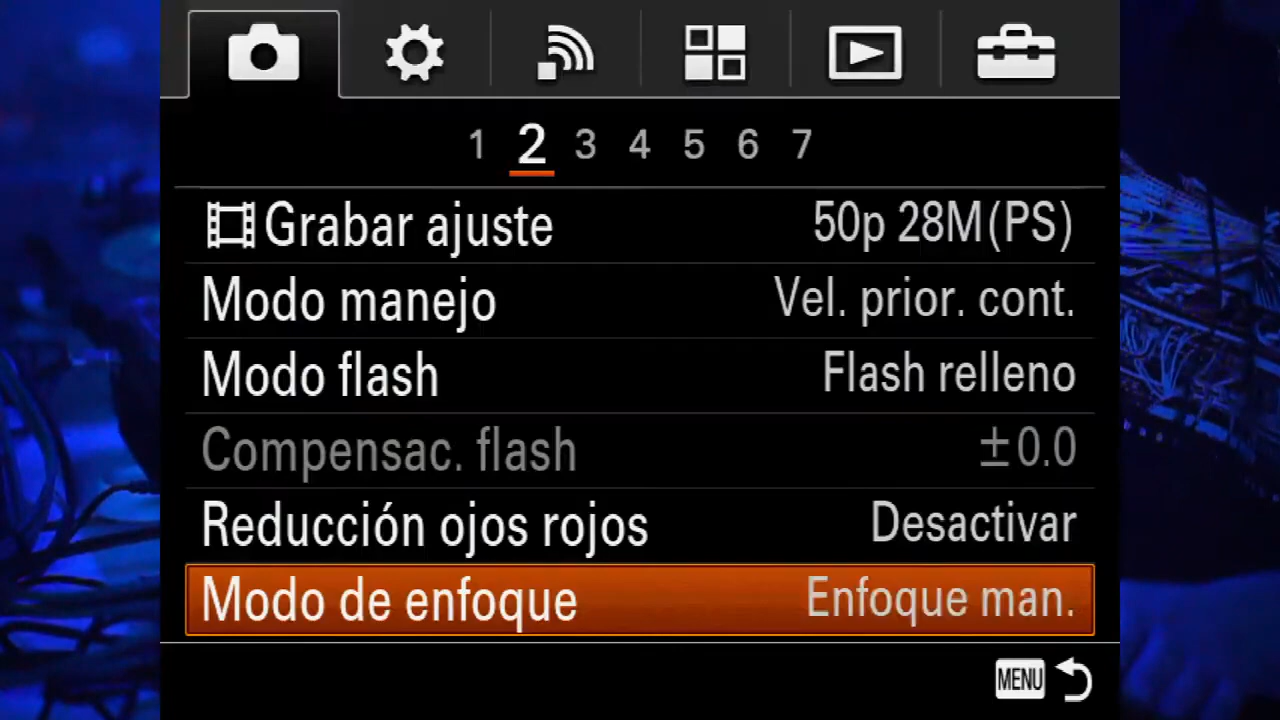 1 2 3 4 5 6 7
Grabar ajuste 50p 28M(PS)
Modo manejo Vel. prior. cont.
Modo flash Flash relleno
Compensac. flash ±0.0
Reducción ojos rojos Desactivar
Modo de enfoque Enfoque man.
MENU